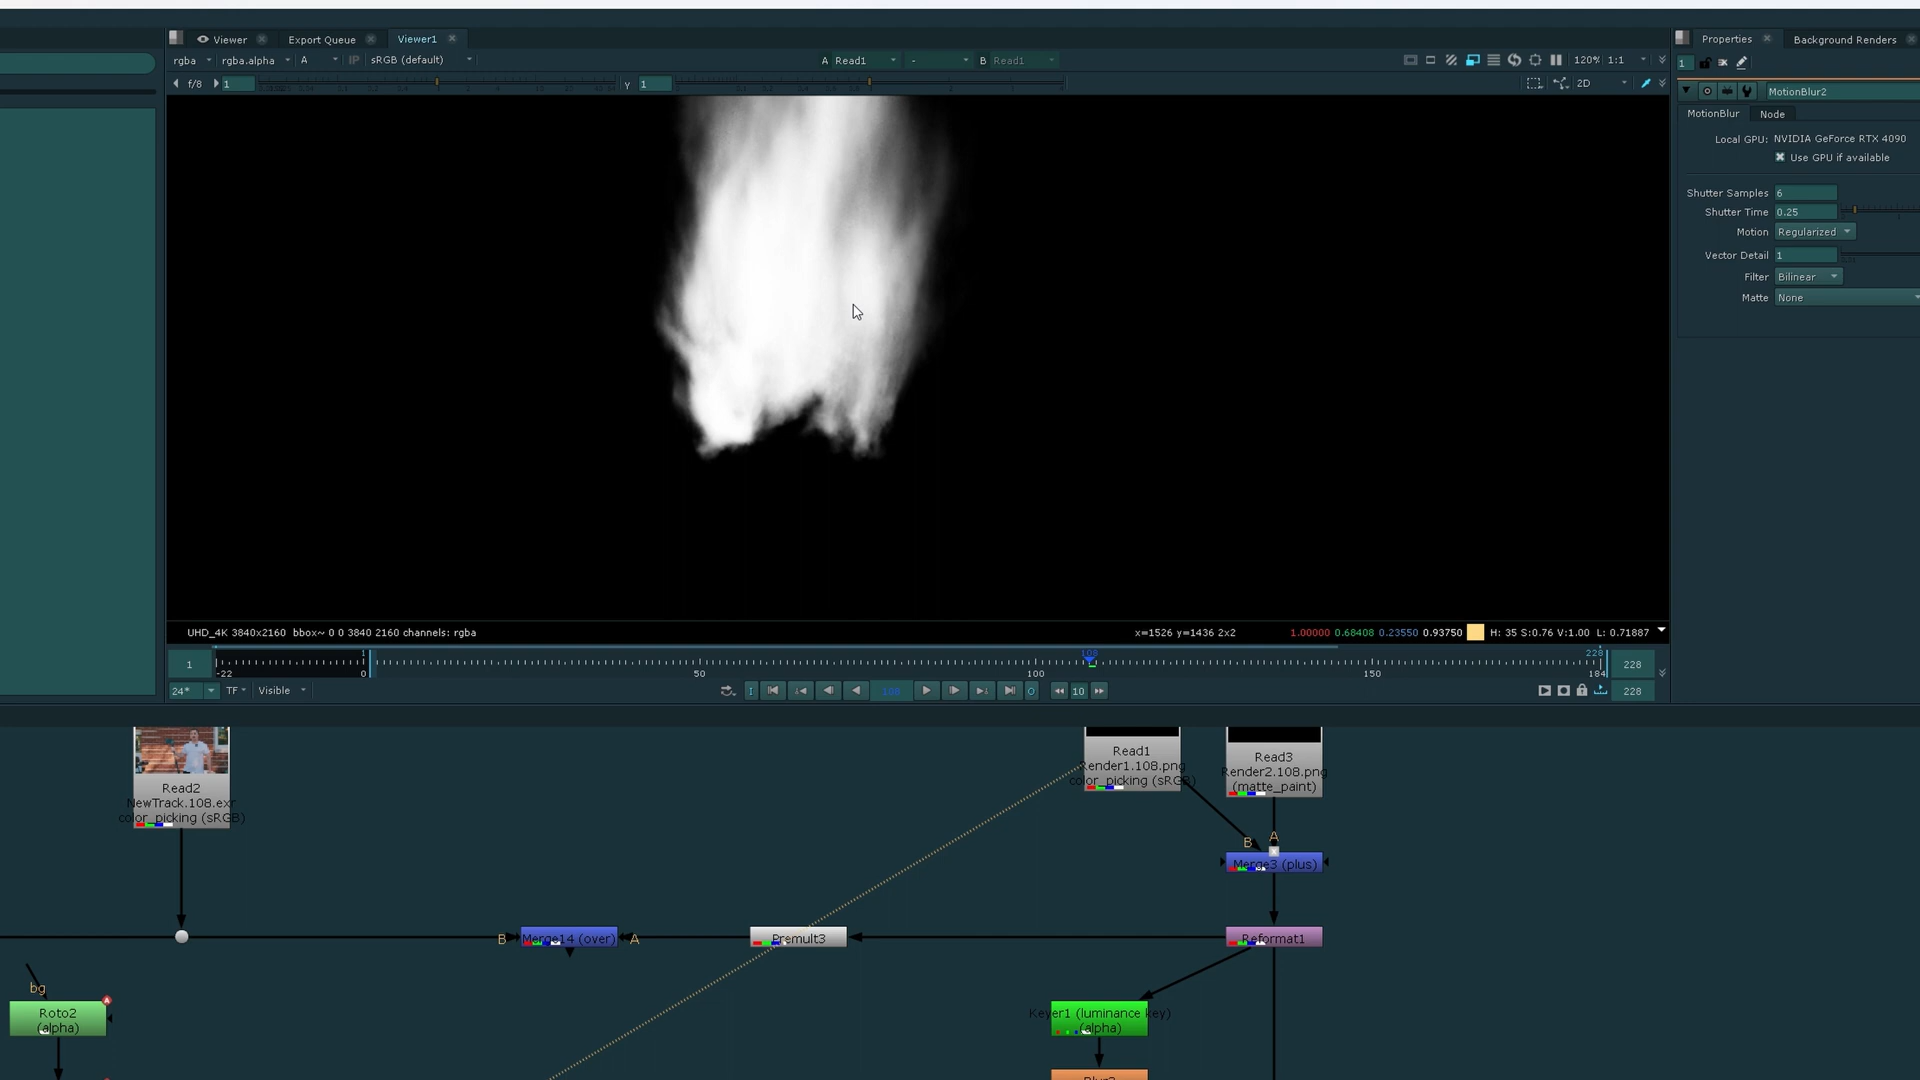 Viewer
Export Queue
Viewer1
Properties
Background Renders
rgba
rgba.alpha
A
IP
sRGB (default)
A Read1
-
B Read1
120%
1:1
1
f/8
1
y
1
2D
MotionBlur2
MotionBlur
Node
Local GPU: NVIDIA GeForce RTX 4090
Use GPU if available
Shutter Samples 6
Shutter Time 0.25
Motion Regularized
Vector Detail 1
Filter Bilinear
Matte None
UHD_4K 3840x2160 bbox~ 0 0 3840 2160 channels: rgba
x=1526 y=1436 2x2
1.00000 0.68408 0.23550 0.93750
H: 35 S:0.76 V:1.00 L: 0.71887
1
1
108
228
228
-22
0
50
100
150
184
24*
TF
Visible
I
108
O
10
228
Read2
NewTrack.108.exr
color_picking (sRGB)
Read1
Render1.108.png
color_picking (sRGB)
Read3
Render2.108.png
(matte_paint)
B
A
Merge3 (plus)
B
Merge14 (over)
A
Premult3
Reformat1
bg
Roto2
(alpha)
A
Keyer1 (luminance key)
(alpha)